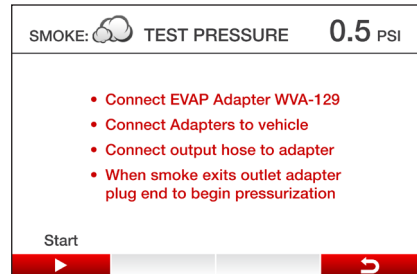 SMOKE: TEST PRESSURE 0.5 PSI
• Connect EVAP Adapter WVA-129
• Connect Adapters to vehicle
• Connect output hose to adapter
• When smoke exits outlet adapter
plug end to begin pressurization
Start